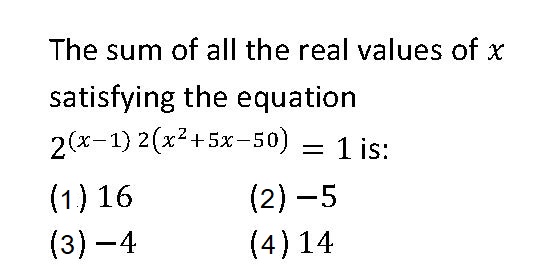 The sum of all the real values of x
satisfying the equation
2^{(x−1) 2(x²+5x−50)} = 1 is:
(1) 16 (2) −5
(3) −4 (4) 14